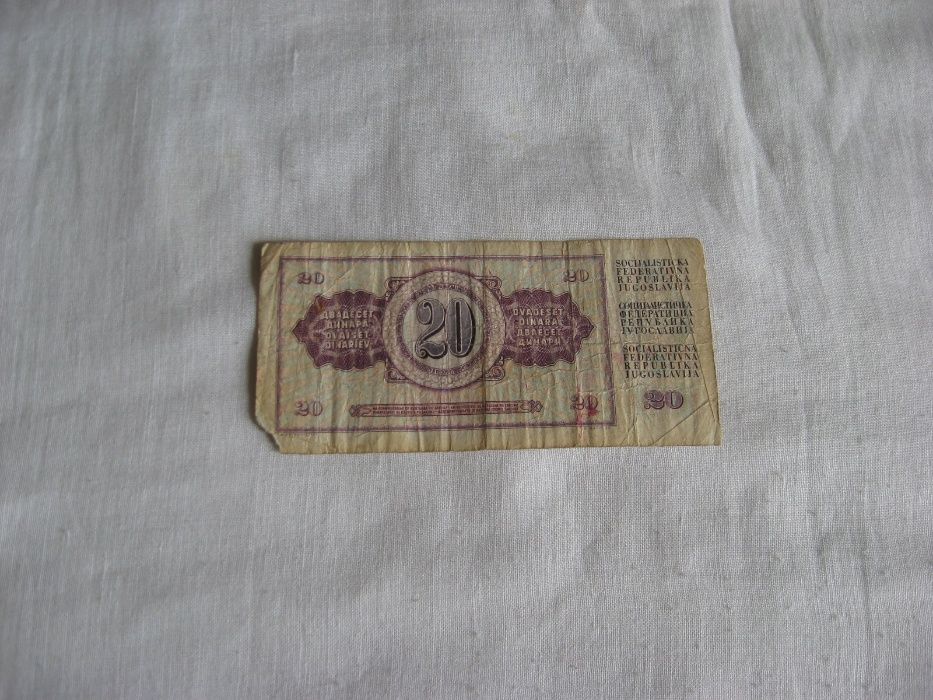 20
20
ДВАДЕСЕТ
ДИНАРА
DVAJSET
DINARJEV
20
DVADESET
DINARA
ДВАЕСЕТ
ДИНАРИ
20
20
SOCIJALISTIČKA
FEDERATIVNA
REPUBLIKA
JUGOSLAVIJA
СОЦИЈАЛИСТИЧКА
ФЕДЕРАТИВНА
РЕПУБЛИКА
ЈУГОСЛАВИЈА
SOCIALISTIČNA
FEDERATIVNA
REPUBLIKA
JUGOSLAVIJA
20